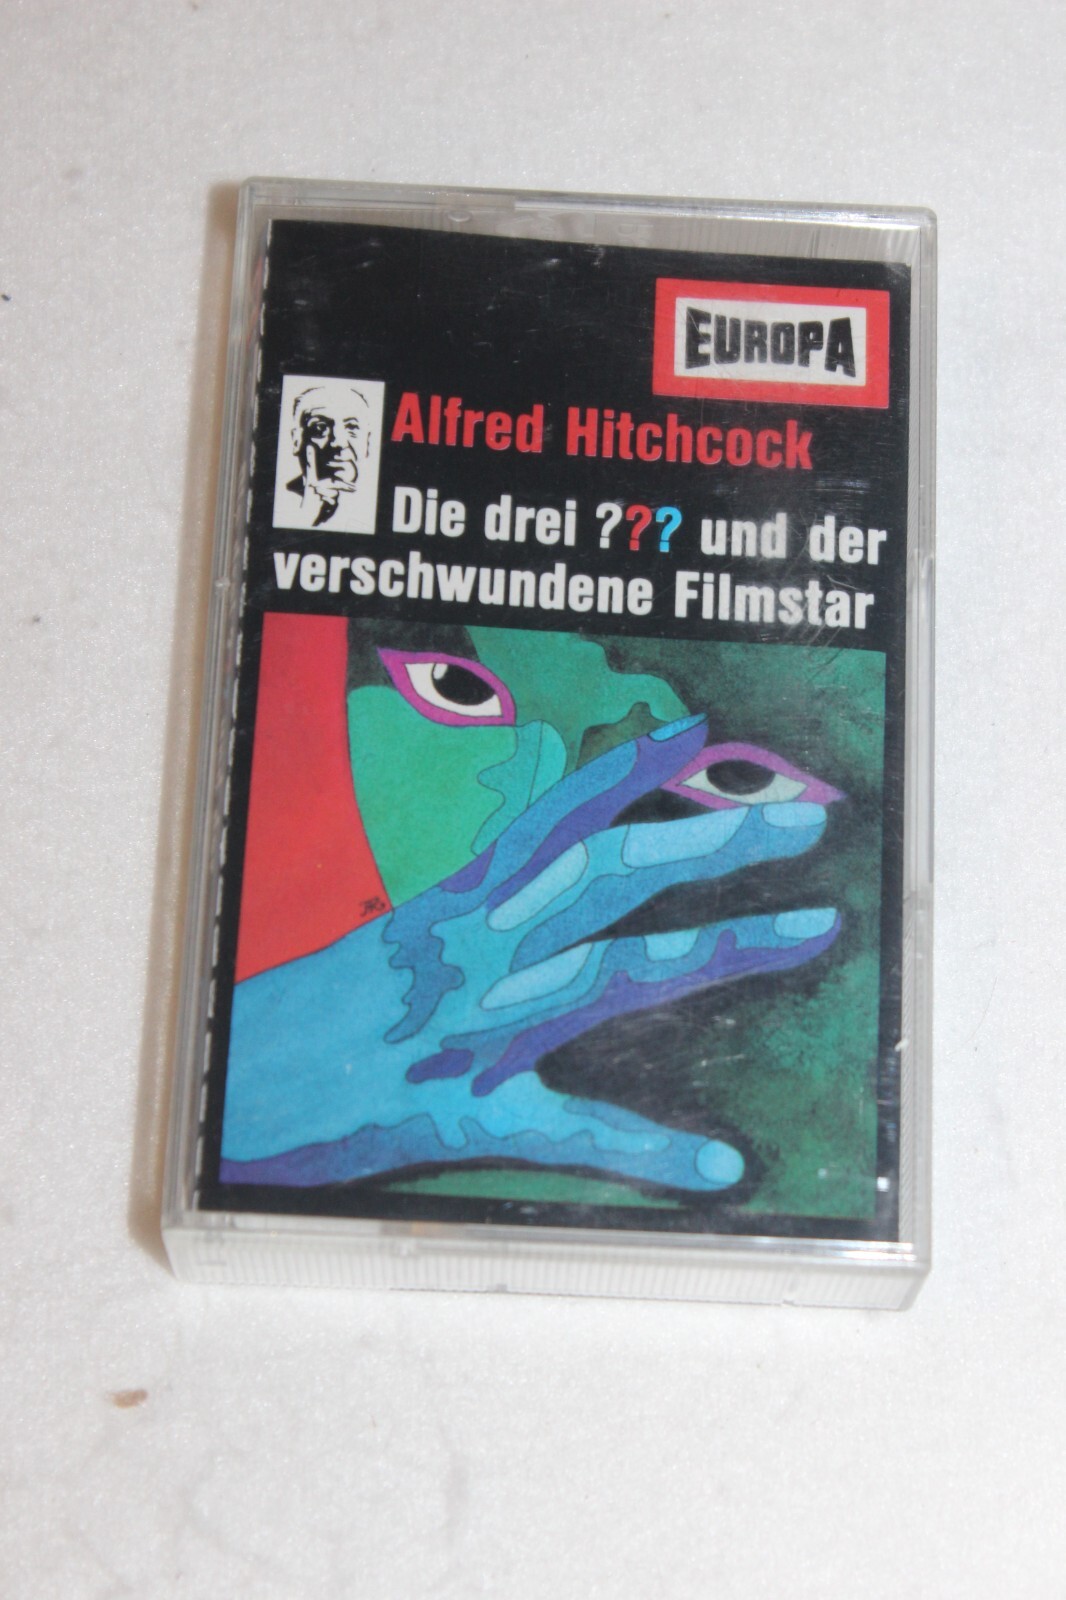 EUROPA
Alfred Hitchcock
Die drei ??? und der
verschwundene Filmstar